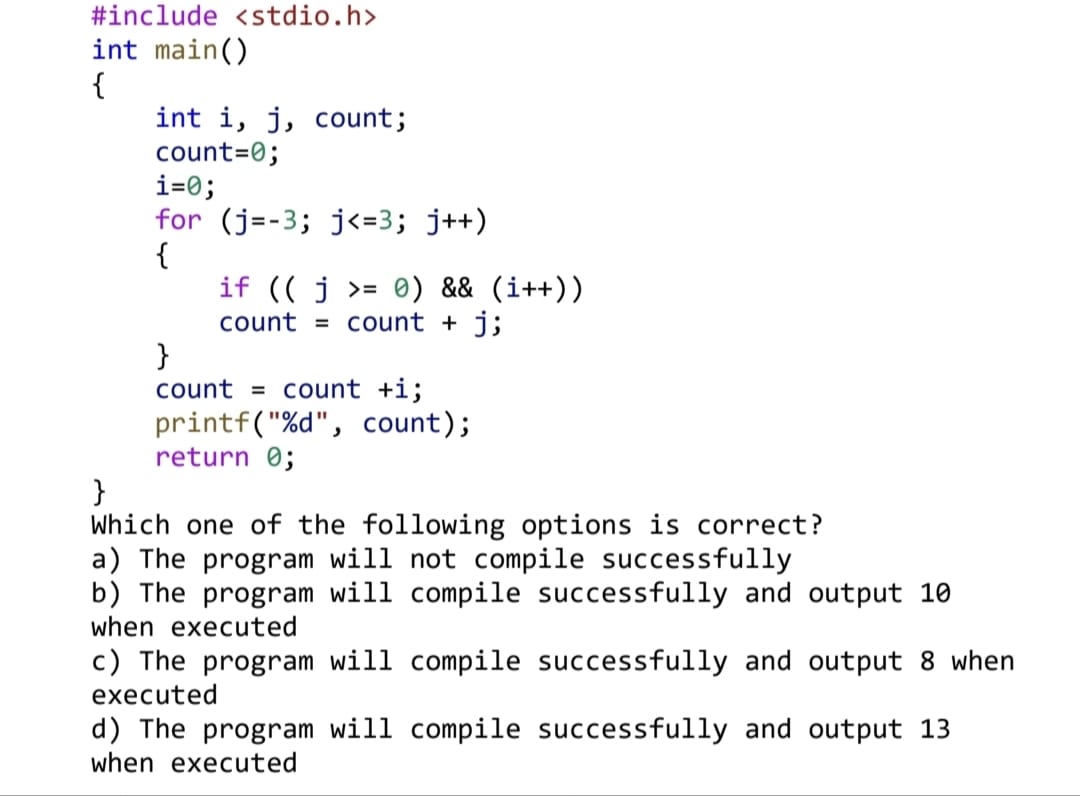 #include <stdio.h>
int main()
{
    int i, j, count;
    count=0;
    i=0;
    for (j=-3; j<=3; j++)
    {
        if (( j >= 0) && (i++))
        count = count + j;
    }
    count = count +i;
    printf("%d", count);
    return 0;
}
Which one of the following options is correct?
a) The program will not compile successfully
b) The program will compile successfully and output 10
when executed
c) The program will compile successfully and output 8 when
executed
d) The program will compile successfully and output 13
when executed